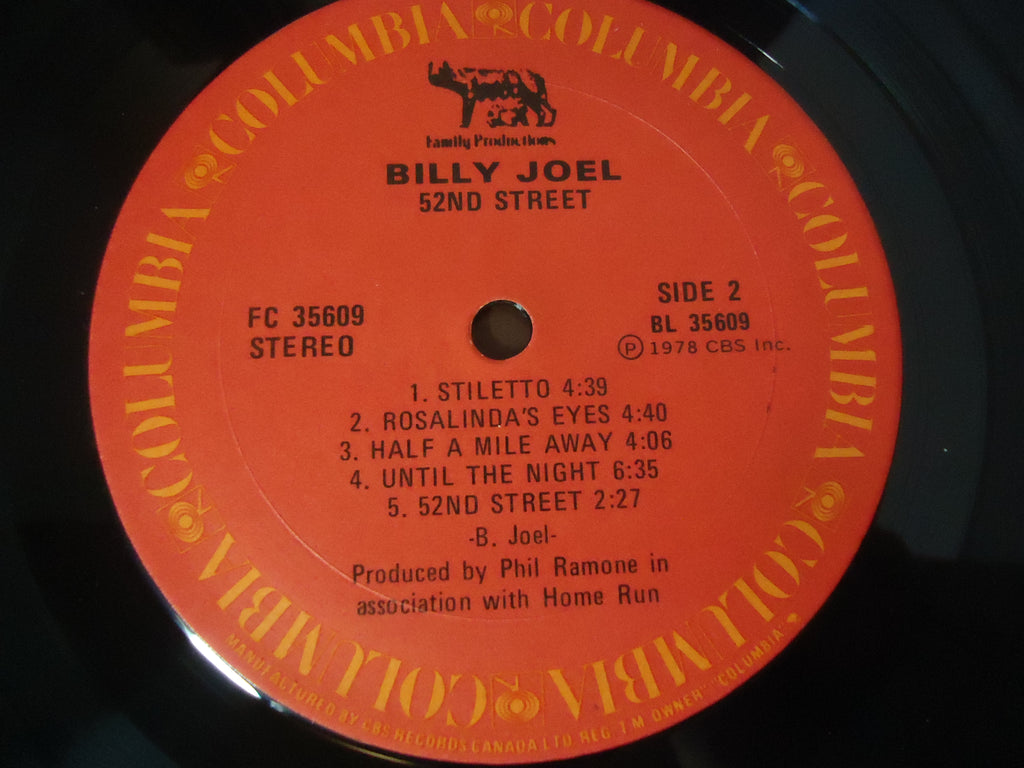 COLUMBIA COLUMBIA COLUMBIA COLUMBIA COLUMBIA COLUMBIA COLUMBIA COLUMBIA COLUMBIA COLUMBIA
Family Productions
BILLY JOEL
52ND STREET
FC 35609
STEREO
SIDE 2
BL 35609
Ⓟ 1978 CBS Inc.
1. STILETTO 4:39
2. ROSALINDA'S EYES 4:40
3. HALF A MILE AWAY 4:06
4. UNTIL THE NIGHT 6:35
5. 52ND STREET 2:27
-B. Joel-
Produced by Phil Ramone in
association with Home Run
MANUFACTURED BY CBS RECORDS CANADA LTD REG. T.M. OWNER "COLUMBIA"